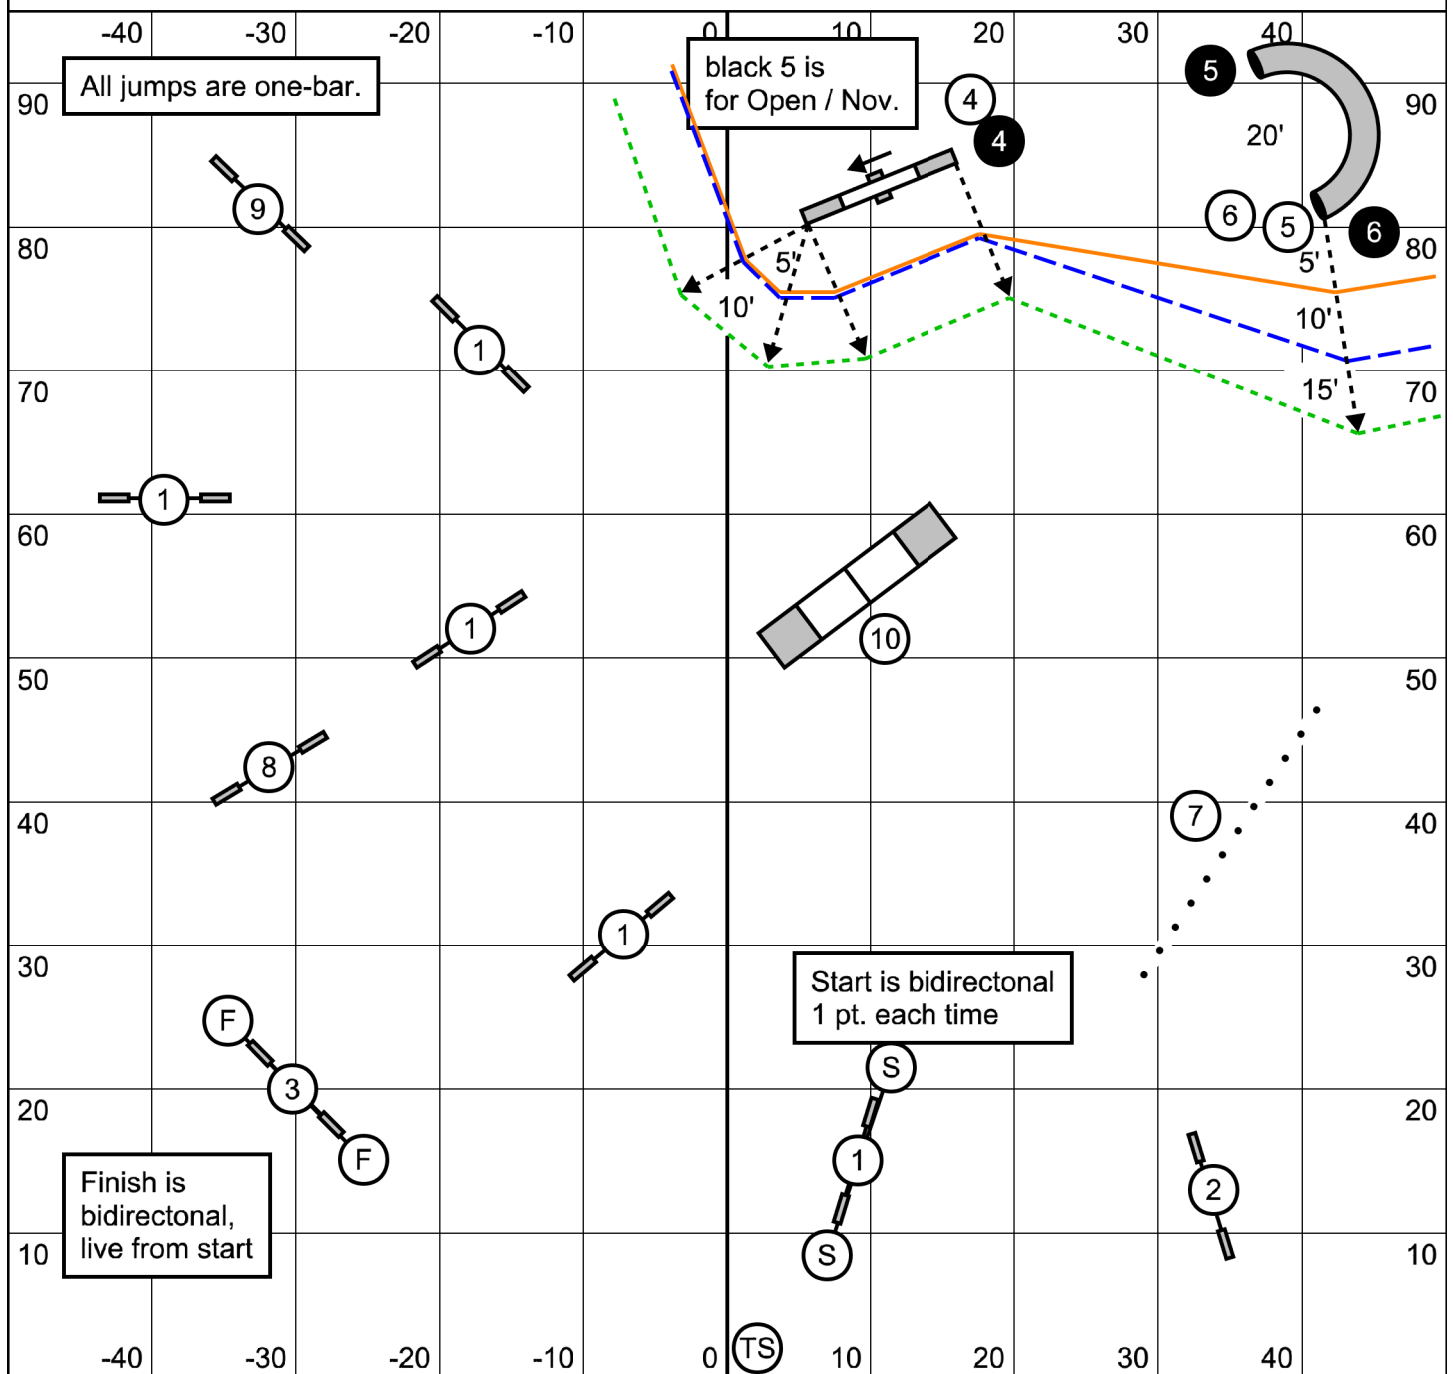 -40 -30 -20 -10 0 10 20 30 40
All jumps are one-bar.
black 5 is
for Open / Nov.
90 4 5 90
4
20'
9 6 5 6
80 5' 5' 80
10' 10'
1
70 15' 70
1
60 60
1 10
50 50
8
40 7 40
1
30 30
Start is bidirectonal
1 pt. each time
F S
3
20 20
F 1
Finish is
bidirectonal,
live from start
2
10 S 10
TS
-40 -30 -20 -10 0 10 20 30 40